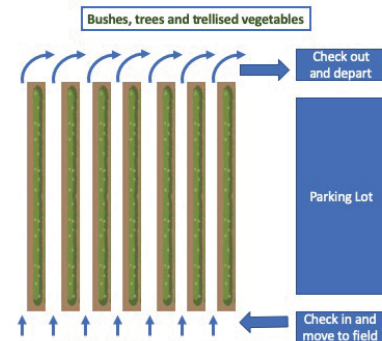 Bushes, trees and trellised vegetables
Check out
and depart
Parking Lot
Check in and
move to field